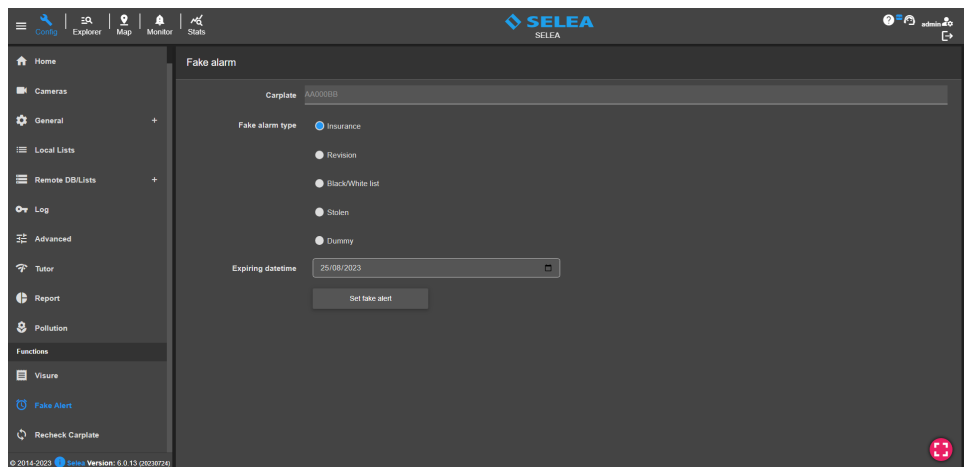 Config
Explorer
Map
Monitor
Stats
SELEA
SELEA
admin
Home
Cameras
General +
Local Lists
Remote DB/Lists +
Log
Advanced
Tutor
Report
Pollution
Functions
Visure
Fake Alert
Recheck Carplate
© 2014-2023 Selea Version: 6.0.13 (20230724)
Fake alarm
Carplate AA000BB
Fake alarm type Insurance
Revision
Black/White list
Stolen
Dummy
Expiring datetime 25/08/2023
Set fake alert